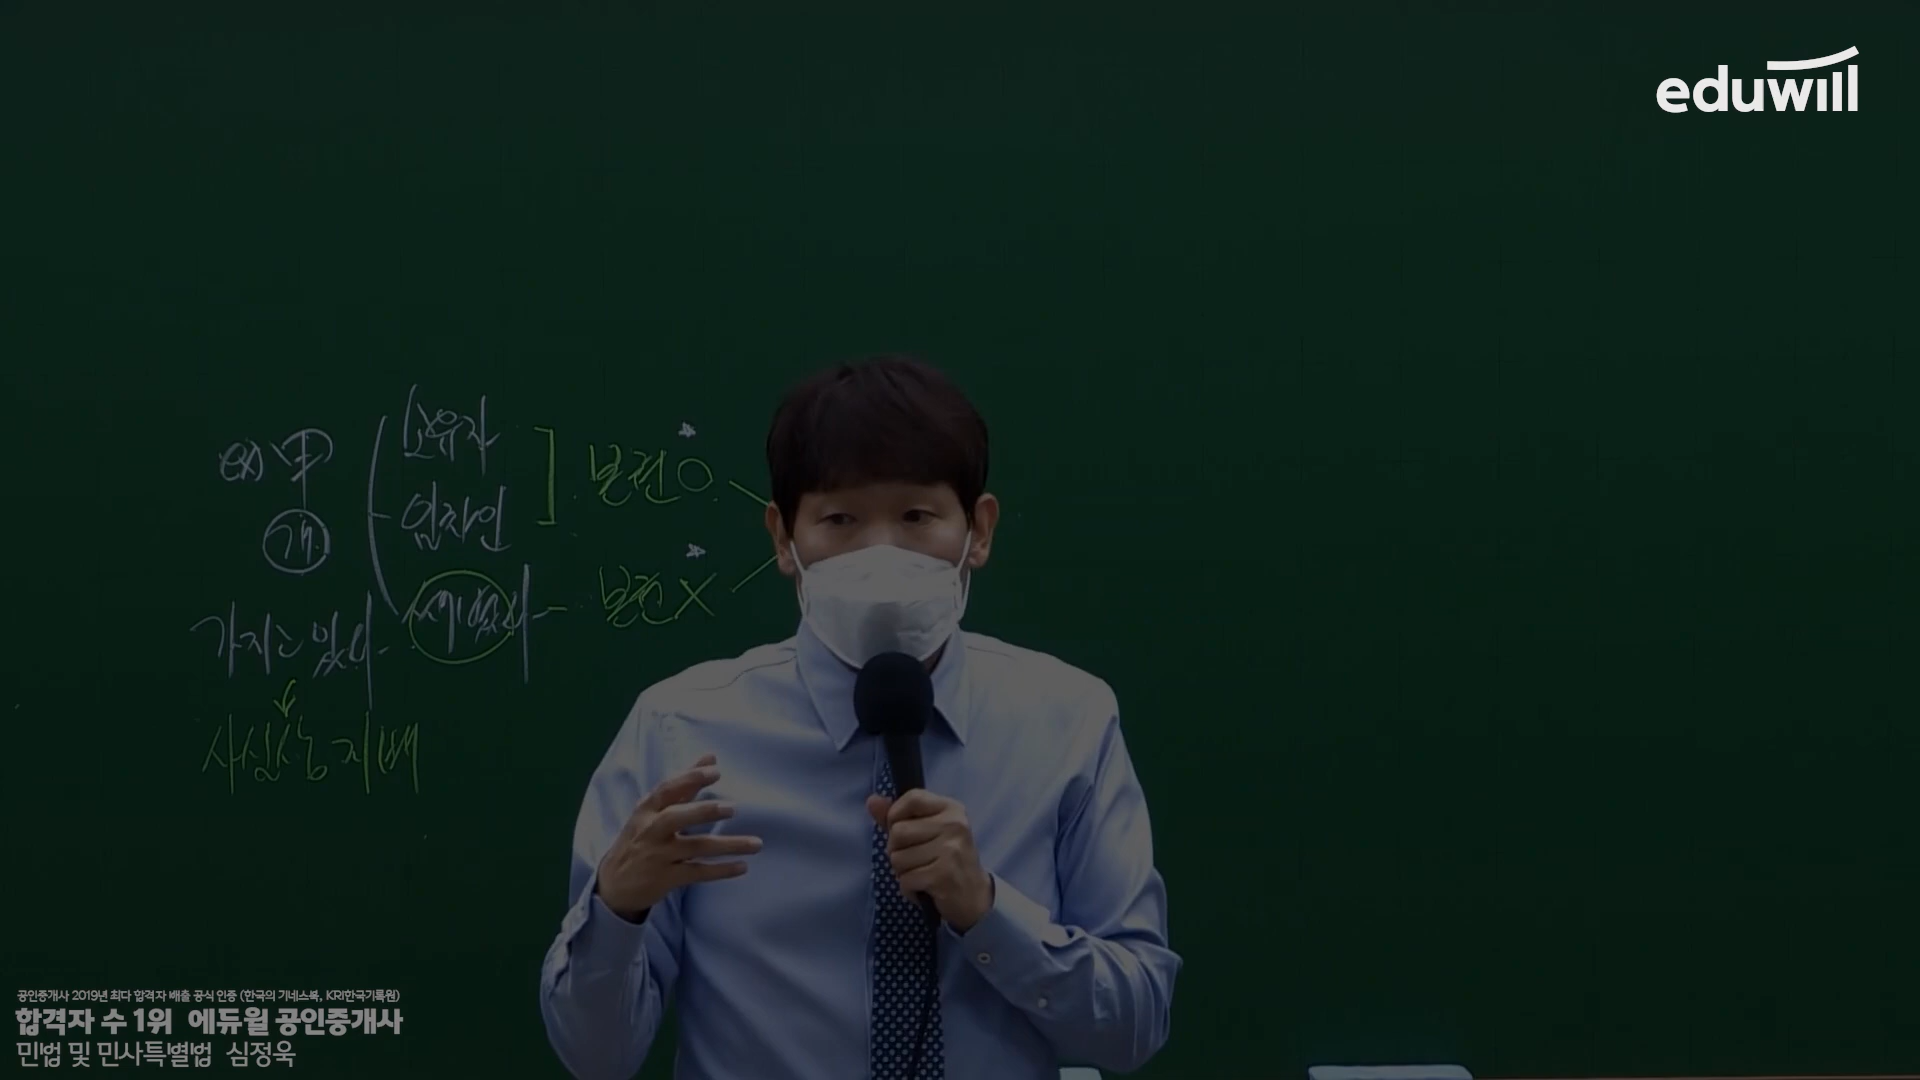 eduwill
ex) 甲
소유자
임차인
본권 O
개
본권 X
가지고 있다
사실상 지배
공인중개사 2019년 최다 합격자 배출 공식 인증 (한국의 기네스북, KRI한국기록원)
합격자 수 1위 에듀윌 공인중개사
민법 및 민사특별법 심정욱